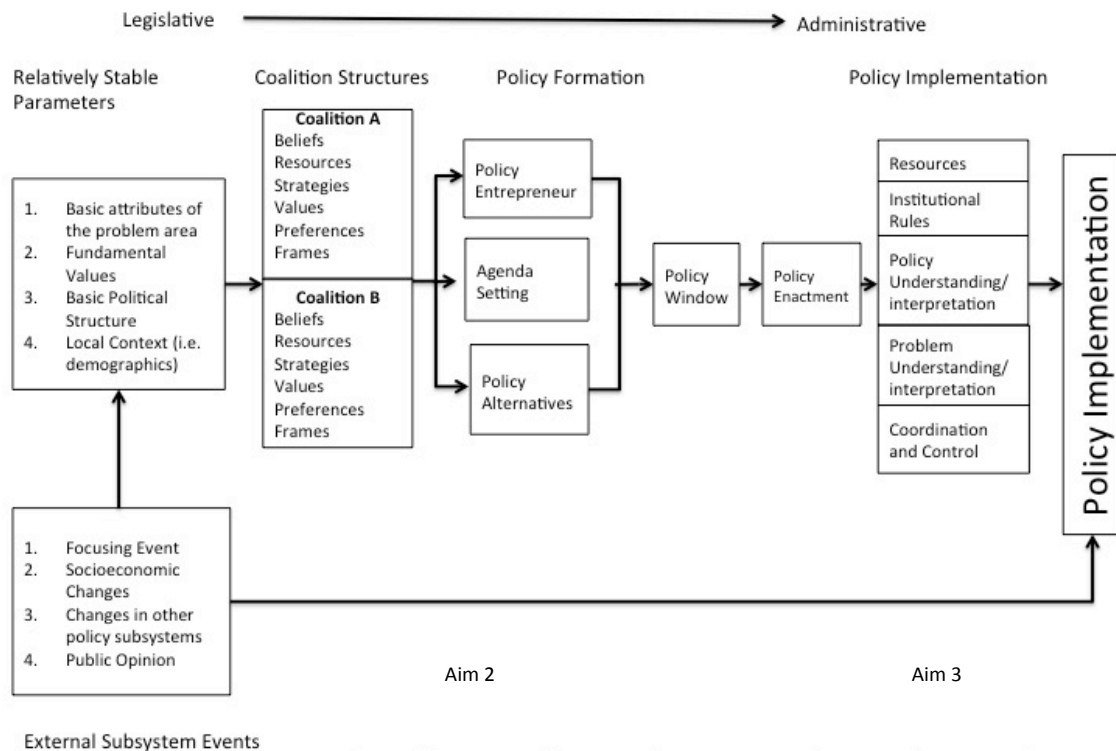 Legislative
Administrative
Relatively Stable
Parameters
Coalition Structures
Policy Formation
Policy Implementation
1. Basic attributes of
the problem area
2. Fundamental
Values
3. Basic Political
Structure
4. Local Context (i.e.
demographics)
Coalition A
Beliefs
Resources
Strategies
Values
Preferences
Frames
Coalition B
Beliefs
Resources
Strategies
Values
Preferences
Frames
Policy
Entrepreneur
Agenda
Setting
Policy
Alternatives
Policy
Window
Policy
Enactment
Resources
Institutional
Rules
Policy
Understanding/
interpretation
Problem
Understanding/
interpretation
Coordination
and Control
Policy Implementation
1. Focusing Event
2. Socioeconomic
Changes
3. Changes in other
policy subsystems
4. Public Opinion
Aim 2
Aim 3
External Subsystem Events